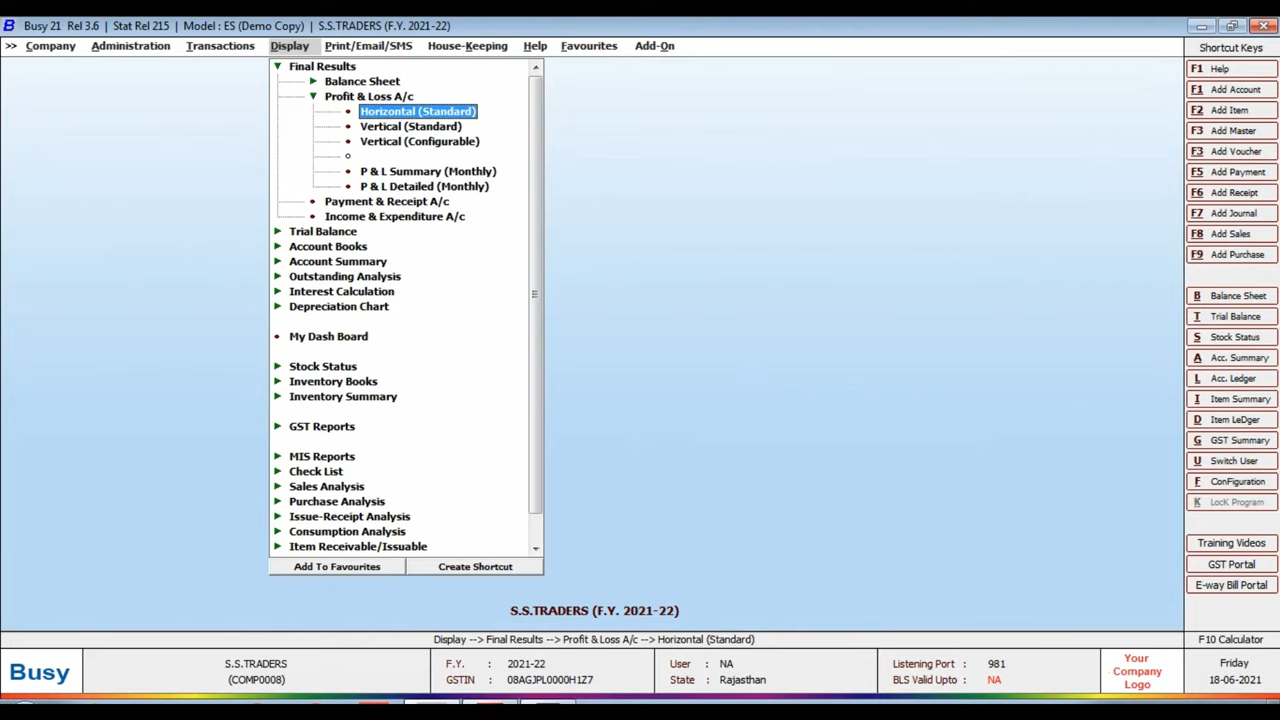 B Busy 21 Rel 3.6 | Stat Rel 215 | Model : ES (Demo Copy) | S.S.TRADERS (F.Y. 2021-22)
>> Company Administration Transactions Display Print/Email/SMS House-Keeping Help Favourites Add-On
Final Results
Balance Sheet
Profit & Loss A/c
Horizontal (Standard)
Vertical (Standard)
Vertical (Configurable)
P & L Summary (Monthly)
P & L Detailed (Monthly)
Payment & Receipt A/c
Income & Expenditure A/c
Trial Balance
Account Books
Account Summary
Outstanding Analysis
Interest Calculation
Depreciation Chart
My Dash Board
Stock Status
Inventory Books
Inventory Summary
GST Reports
MIS Reports
Check List
Sales Analysis
Purchase Analysis
Issue-Receipt Analysis
Consumption Analysis
Item Receivable/Issuable
Add To Favourites Create Shortcut
Shortcut Keys
F1 Help
F1 Add Account
F2 Add Item
F3 Add Master
F3 Add Voucher
F5 Add Payment
F6 Add Receipt
F7 Add Journal
F8 Add Sales
F9 Add Purchase
B Balance Sheet
T Trial Balance
S Stock Status
A Acc. Summary
L Acc. Ledger
I Item Summary
D Item LeDger
G GST Summary
U Switch User
F ConFiguration
K LocK Program
Training Videos
GST Portal
E-way Bill Portal
S.S.TRADERS (F.Y. 2021-22)
Display --> Final Results --> Profit & Loss A/c --> Horizontal (Standard)
F10 Calculator
Busy
S.S.TRADERS
(COMP0008)
F.Y. : 2021-22
GSTIN : 08AGJPL0000H1Z7
User : NA
State : Rajasthan
Listening Port : 981
BLS Valid Upto : NA
Your
Company
Logo
Friday
18-06-2021